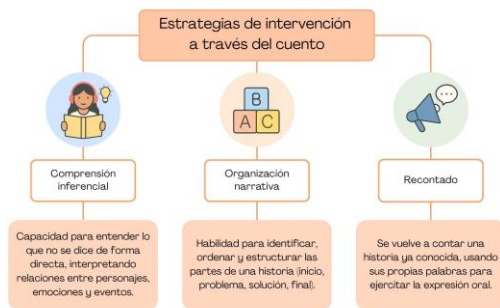 Estrategias de intervención
a través del cuento
B
A C
Comprensión
inferencial
Organización
narrativa
Recontado
Capacidad para entender lo
que no se dice de forma
directa, interpretando
relaciones entre personajes,
emociones y eventos.
Habilidad para identificar,
ordenar y estructurar las
partes de una historia (inicio,
problema, solución, final).
Se vuelve a contar una
historia ya conocida, usando
sus propias palabras para
ejercitar la expresión oral.